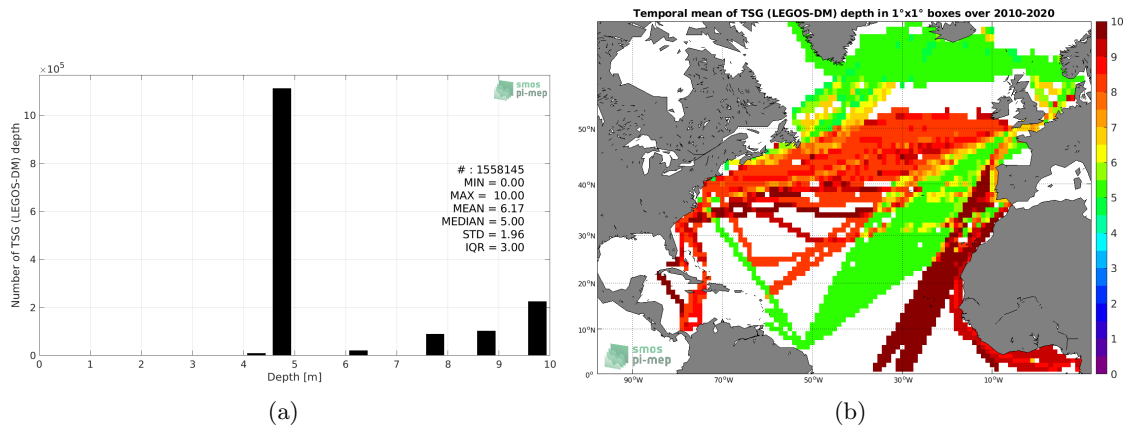 ×10⁵
10
8
6
4
2
0
Number of TSG (LEGOS-DM) depth
smos
pi-mep
# : 1558145
MIN = 0.00
MAX = 10.00
MEAN = 6.17
MEDIAN = 5.00
STD = 1.96
IQR = 3.00
0 1 2 3 4 5 6 7 8 9 10
Depth [m]
(a)
Temporal mean of TSG (LEGOS-DM) depth in 1°x1° boxes over 2010-2020
50°N
40°N
30°N
20°N
10°N
0°
90°W 70°W 50°W 30°W 10°W
smos
pi-mep
10
9
8
7
6
5
4
3
2
1
0
(b)